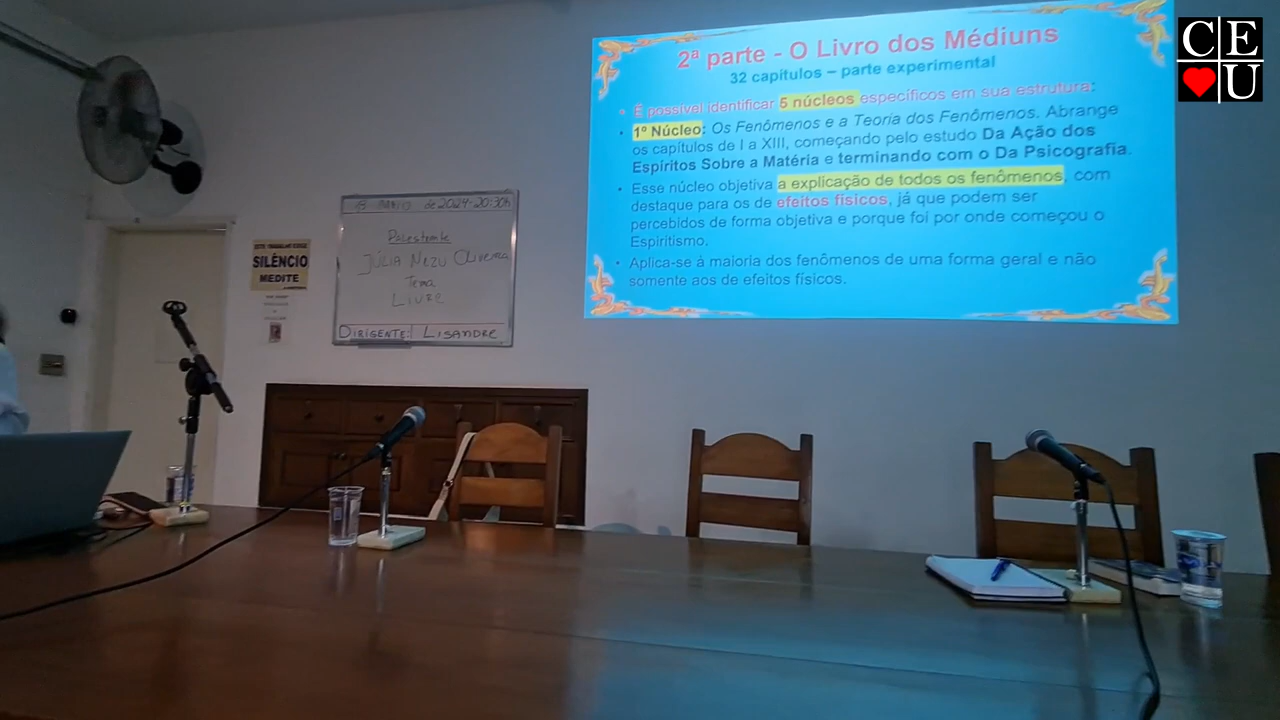 C E
U
2ª parte - O Livro dos Médiuns
32 capítulos – parte experimental
• É possível identificar 5 núcleos específicos em sua estrutura:
• 1º Núcleo: Os Fenômenos e a Teoria dos Fenômenos. Abrange
os capítulos de I a XIII, começando pelo estudo Da Ação dos
Espíritos Sobre a Matéria e terminando com o Da Psicografia.
• Esse núcleo objetiva a explicação de todos os fenômenos, com
destaque para os de efeitos físicos, já que podem ser
percebidos de forma objetiva e porque foi por onde começou o
Espiritismo.
• Aplica-se à maioria dos fenômenos de uma forma geral e não
somente aos de efeitos físicos.
de 2024-20:30h
Palestrante
JÚLIA NEZU OLIVEIRA
Tema
LIVRE
DIRIGENTE: LISANDRE
SILÊNCIO
MEDITE